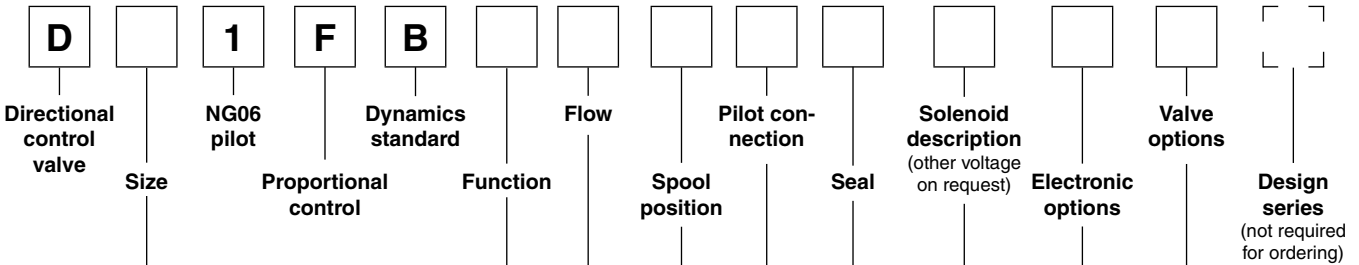 D 1 F B
Directional
control
valve
Size
NG06
pilot
Proportional
control
Dynamics
standard
Function
Flow
Spool
position
Pilot con-
nection
Seal
Solenoid
description
(other voltage
on request)
Electronic
options
Valve
options
Design
series
(not required
for ordering)